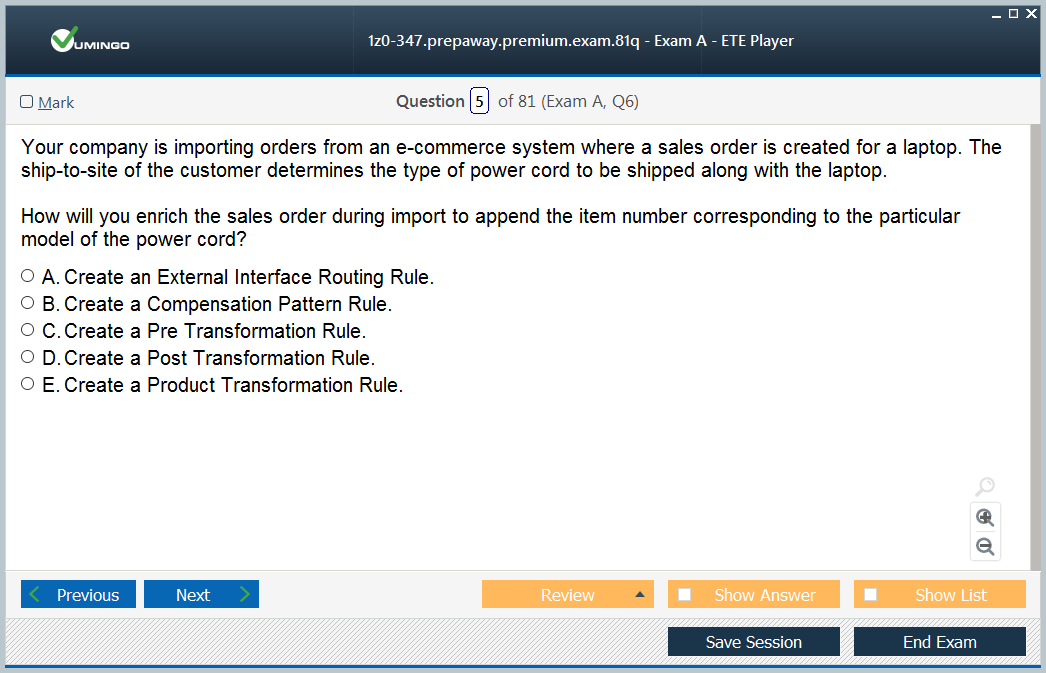 VUMINGO
1z0-347.prepaway.premium.exam.81q - Exam A - ETE Player
Mark
Question 5 of 81 (Exam A, Q6)
Your company is importing orders from an e-commerce system where a sales order is created for a laptop. The
ship-to-site of the customer determines the type of power cord to be shipped along with the laptop.
How will you enrich the sales order during import to append the item number corresponding to the particular
model of the power cord?
A. Create an External Interface Routing Rule.
B. Create a Compensation Pattern Rule.
C. Create a Pre Transformation Rule.
D. Create a Post Transformation Rule.
E. Create a Product Transformation Rule.
Previous
Next
Review
Show Answer
Show List
Save Session
End Exam